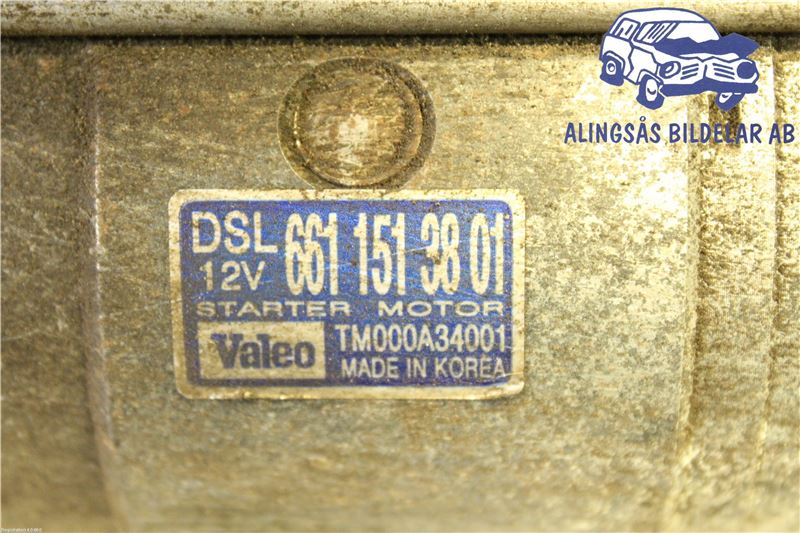 ALINGSÅS BILDELAR AB
DSL 661 151 38 01
12V
STARTER MOTOR
Valeo TM000A34001
MADE IN KOREA